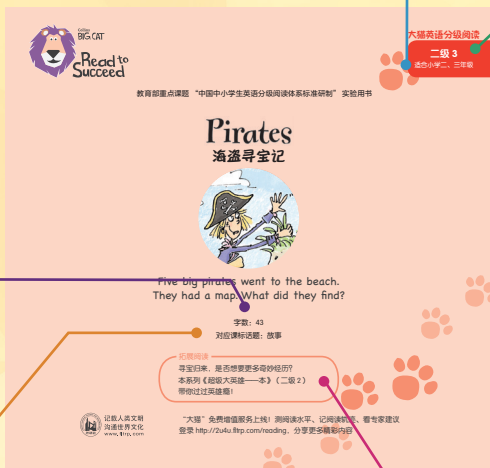 Collins
BIG CAT
Read to
Succeed
大猫英语分级阅读
二级 3
适合小学二、三年级
教育部重点课题 “中国中小学生英语分级阅读体系标准研制” 实验用书
Pirates
海盗寻宝记
Five big pirates went to the beach.
They had a map. What did they find?
字数：43
对应课标话题：故事
拓展阅读
寻宝归来，是否想要更多奇妙经历？
本系列《超级大英雄——本》（二级 2）
带你过过英雄瘾！
记载人类文明
沟通世界文化
www.fltrp.com
“大猫”免费增值服务上线！测阅读水平、记阅读轨迹、看专家建议
登录 http://2u4u.fltrp.com/reading，分享更多精彩内容